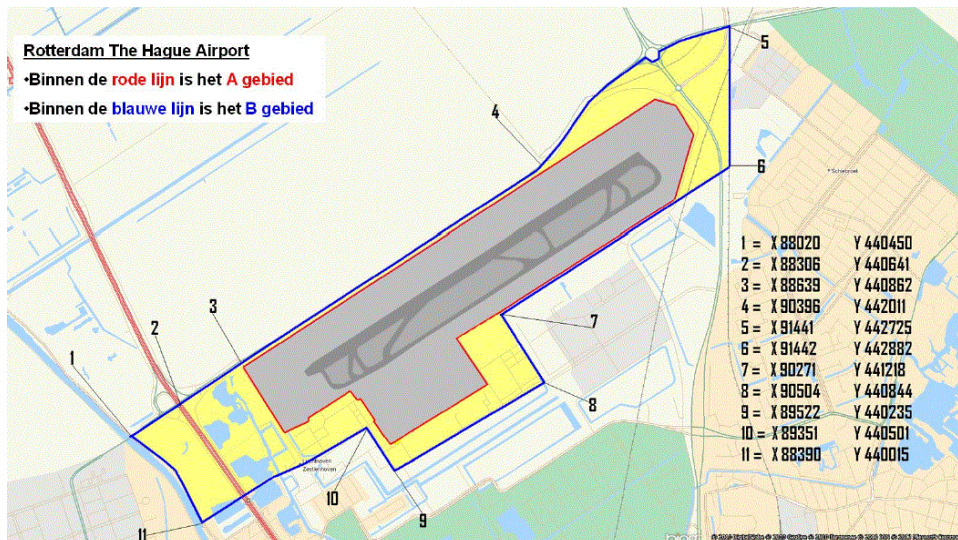 Rotterdam The Hague Airport
•Binnen de rode lijn is het A gebied
•Binnen de blauwe lijn is het B gebied
5
4
6
Schiebroek
1 = X 88020 Y 440450
2 = X 88306 Y 440641
3 = X 88639 Y 440862
4 = X 90396 Y 442011
5 = X 91441 Y 442725
6 = X 91442 Y 442882
7 = X 90271 Y 441218
8 = X 90504 Y 440844
9 = X 89522 Y 440235
10 = X 89351 Y 440501
11 = X 88390 Y 440015
3
7
2
1
8
Zestienhoven
10
9
11